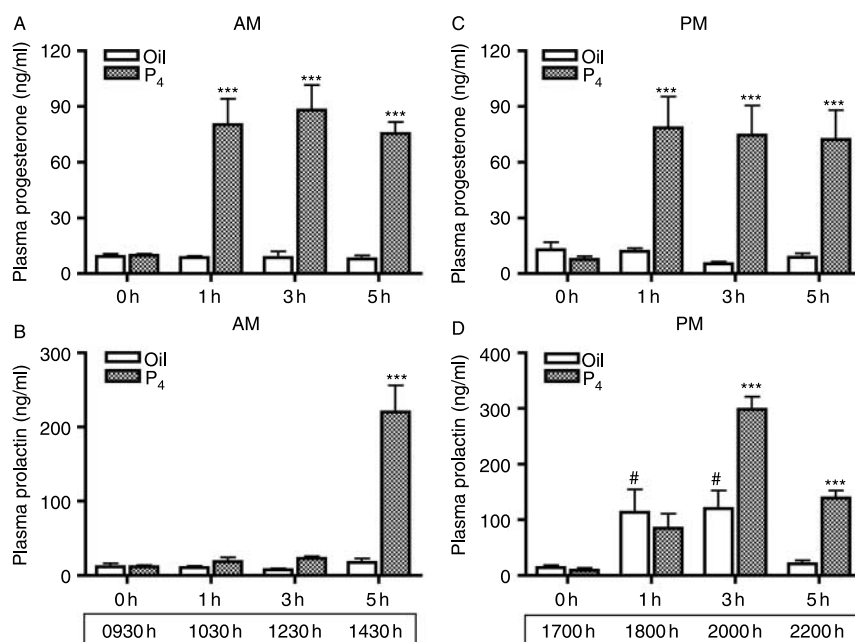 A
AM
Plasma progesterone (ng/ml)
120
90
60
30
0
Oil
P₄
***
***
***
0 h
1 h
3 h
5 h
C
PM
Plasma progesterone (ng/ml)
120
90
60
30
0
Oil
P₄
***
***
***
0 h
1 h
3 h
5 h
B
AM
Plasma prolactin (ng/ml)
300
200
100
0
Oil
P₄
***
0 h
1 h
3 h
5 h
0930 h
1030 h
1230 h
1430 h
D
PM
Plasma prolactin (ng/ml)
400
300
200
100
0
Oil
P₄
#
#
***
***
0 h
1 h
3 h
5 h
1700 h
1800 h
2000 h
2200 h